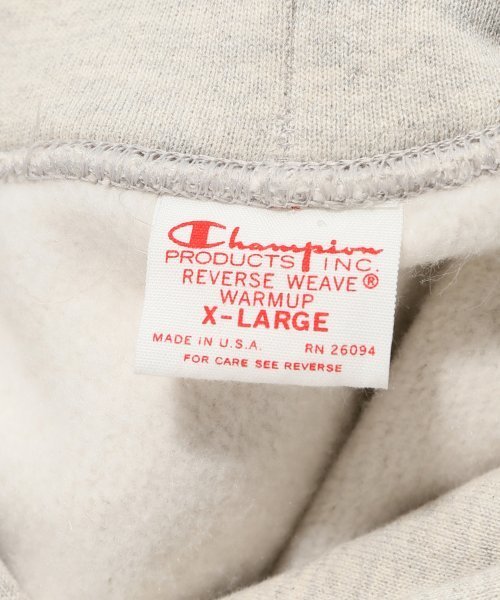 Champion
PRODUCTS INC.
REVERSE WEAVE®
WARMUP
X-LARGE
MADE IN U.S.A. RN 26094
FOR CARE SEE REVERSE